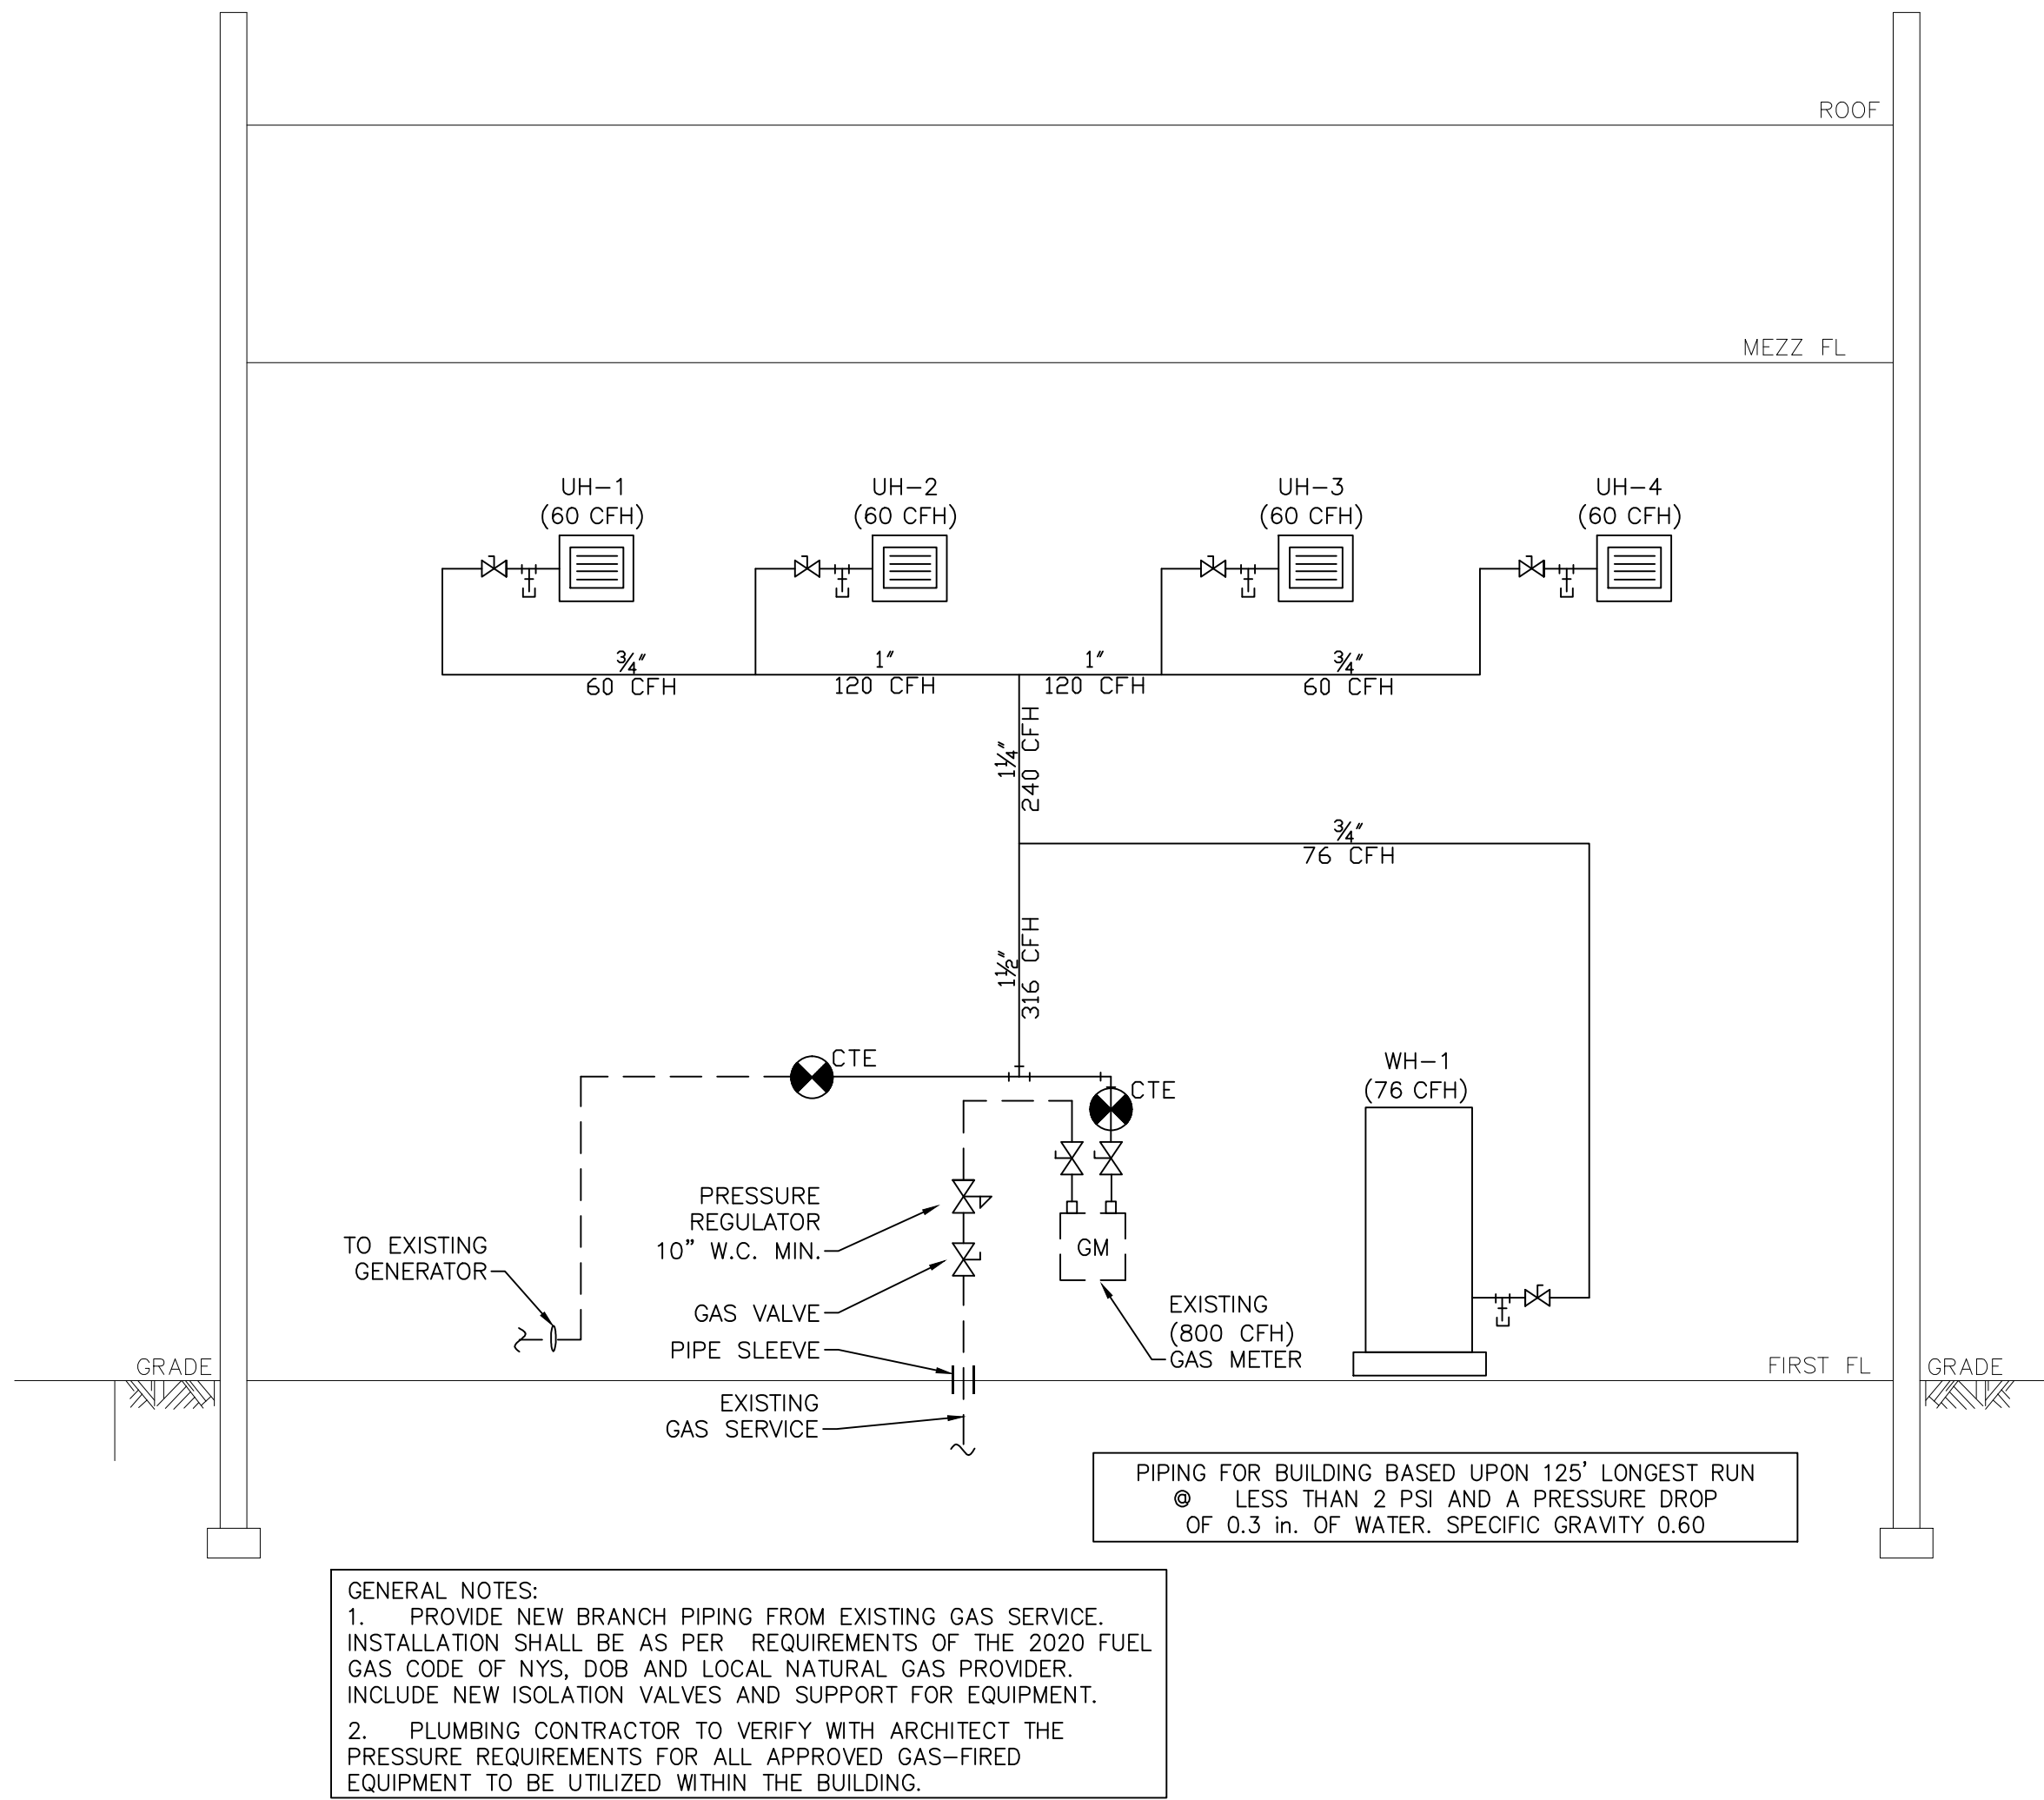 ROOF
MEZZ FL
UH-1
(60 CFH)
UH-2
(60 CFH)
UH-3
(60 CFH)
UH-4
(60 CFH)
3/4"
60 CFH
1"
120 CFH
1"
120 CFH
3/4"
60 CFH
1 1/4"
240 CFH
3/4"
76 CFH
1 1/2"
316 CFH
CTE
CTE
WH-1
(76 CFH)
PRESSURE
REGULATOR
10" W.C. MIN.
GM
TO EXISTING
GENERATOR
GAS VALVE
PIPE SLEEVE
EXISTING
(800 CFH)
GAS METER
GRADE
FIRST FL
GRADE
EXISTING
GAS SERVICE
PIPING FOR BUILDING BASED UPON 125' LONGEST RUN
@ LESS THAN 2 PSI AND A PRESSURE DROP
OF 0.3 in. OF WATER. SPECIFIC GRAVITY 0.60
GENERAL NOTES:
1. PROVIDE NEW BRANCH PIPING FROM EXISTING GAS SERVICE.
INSTALLATION SHALL BE AS PER REQUIREMENTS OF THE 2020 FUEL
GAS CODE OF NYS, DOB AND LOCAL NATURAL GAS PROVIDER.
INCLUDE NEW ISOLATION VALVES AND SUPPORT FOR EQUIPMENT.
2. PLUMBING CONTRACTOR TO VERIFY WITH ARCHITECT THE
PRESSURE REQUIREMENTS FOR ALL APPROVED GAS-FIRED
EQUIPMENT TO BE UTILIZED WITHIN THE BUILDING.